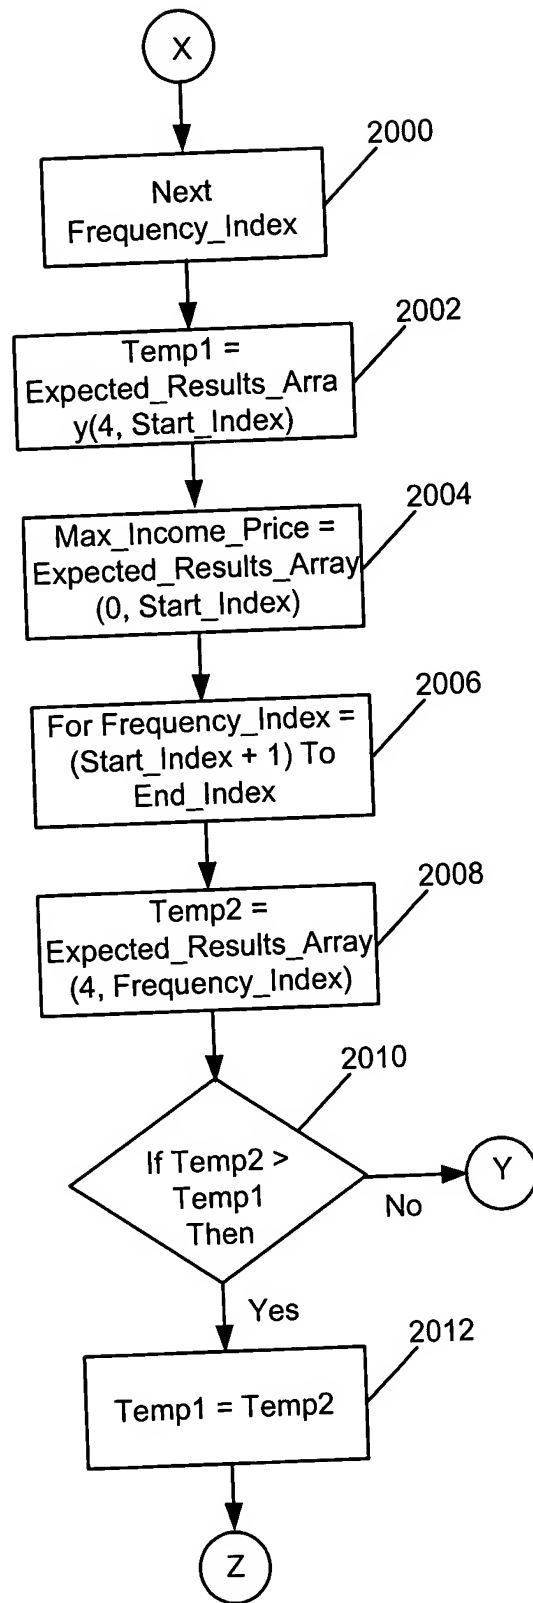 X
2000
Next
Frequency_Index
2002
Temp1 =
Expected_Results_Arra
y(4, Start_Index)
2004
Max_Income_Price =
Expected_Results_Array
(0, Start_Index)
2006
For Frequency_Index =
(Start_Index + 1) To
End_Index
2008
Temp2 =
Expected_Results_Array
(4, Frequency_Index)
2010
If Temp2 >
Temp1
Then
Y
No
Yes
2012
Temp1 = Temp2
Z